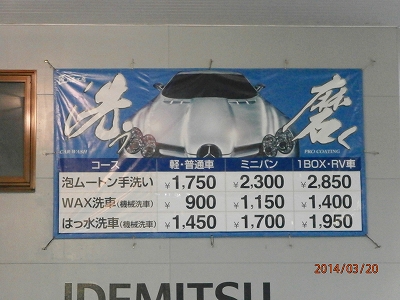 洗う
磨く
CAR WASH
PRO COATING
コース 軽・普通車 ミニバン 1BOX・RV車
泡ムートン手洗い ¥1,750 ¥2,300 ¥2,850
WAX洗車(機械洗車) ¥900 ¥1,150 ¥1,400
はっ水洗車(機械洗車) ¥1,450 ¥1,700 ¥1,950
IDEMITSU
2014/03/20